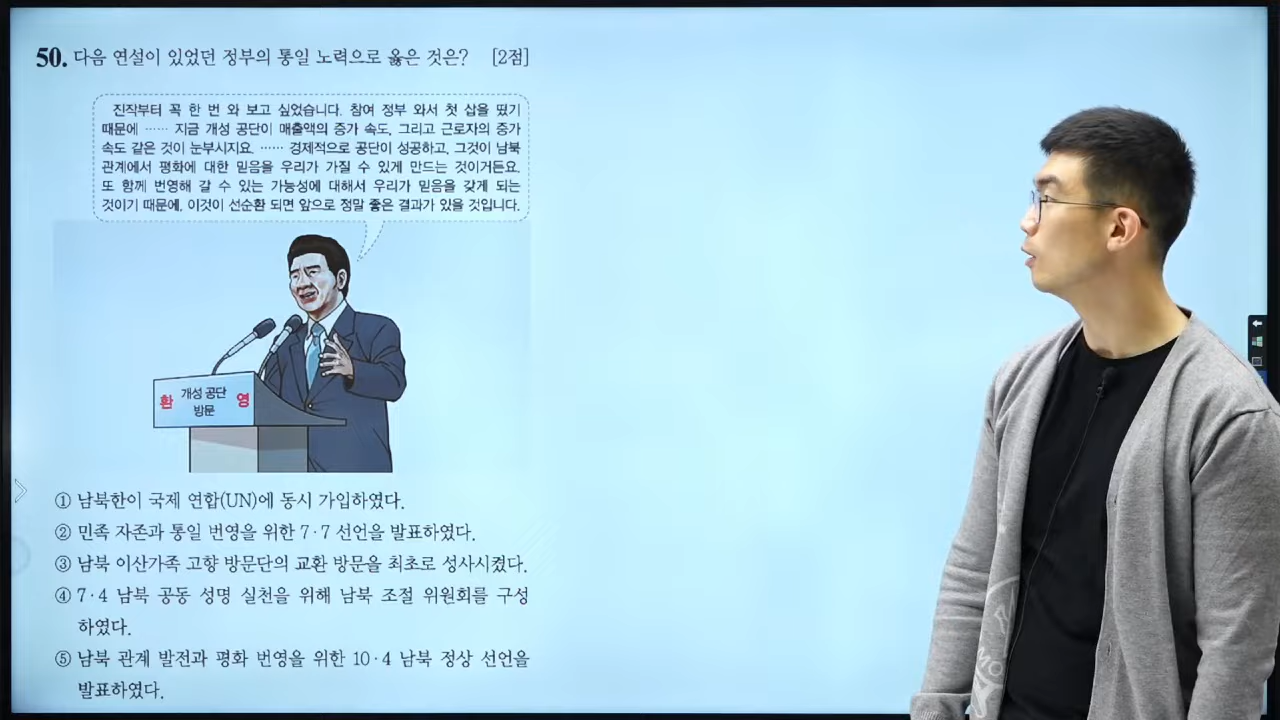 50. 다음 연설이 있었던 정부의 통일 노력으로 옳은 것은? [2점]
진작부터 꼭 한 번 와 보고 싶었습니다. 참여 정부 와서 첫 삽을 떴기
때문에 …… 지금 개성 공단이 매출액의 증가 속도, 그리고 근로자의 증가
속도 같은 것이 눈부시지요. …… 경제적으로 공단이 성공하고, 그것이 남북
관계에서 평화에 대한 믿음을 우리가 가질 수 있게 만드는 것이거든요.
또 함께 번영해 갈 수 있는 가능성에 대해서 우리가 믿음을 갖게 되는
것이기 때문에, 이것이 선순환 되면 앞으로 정말 좋은 결과가 있을 것입니다.
환 개성 공단 영
방문
① 남북한이 국제 연합(UN)에 동시 가입하였다.
② 민족 자존과 통일 번영을 위한 7·7 선언을 발표하였다.
③ 남북 이산가족 고향 방문단의 교환 방문을 최초로 성사시켰다.
④ 7·4 남북 공동 성명 실천을 위해 남북 조절 위원회를 구성
하였다.
⑤ 남북 관계 발전과 평화 번영을 위한 10·4 남북 정상 선언을
발표하였다.